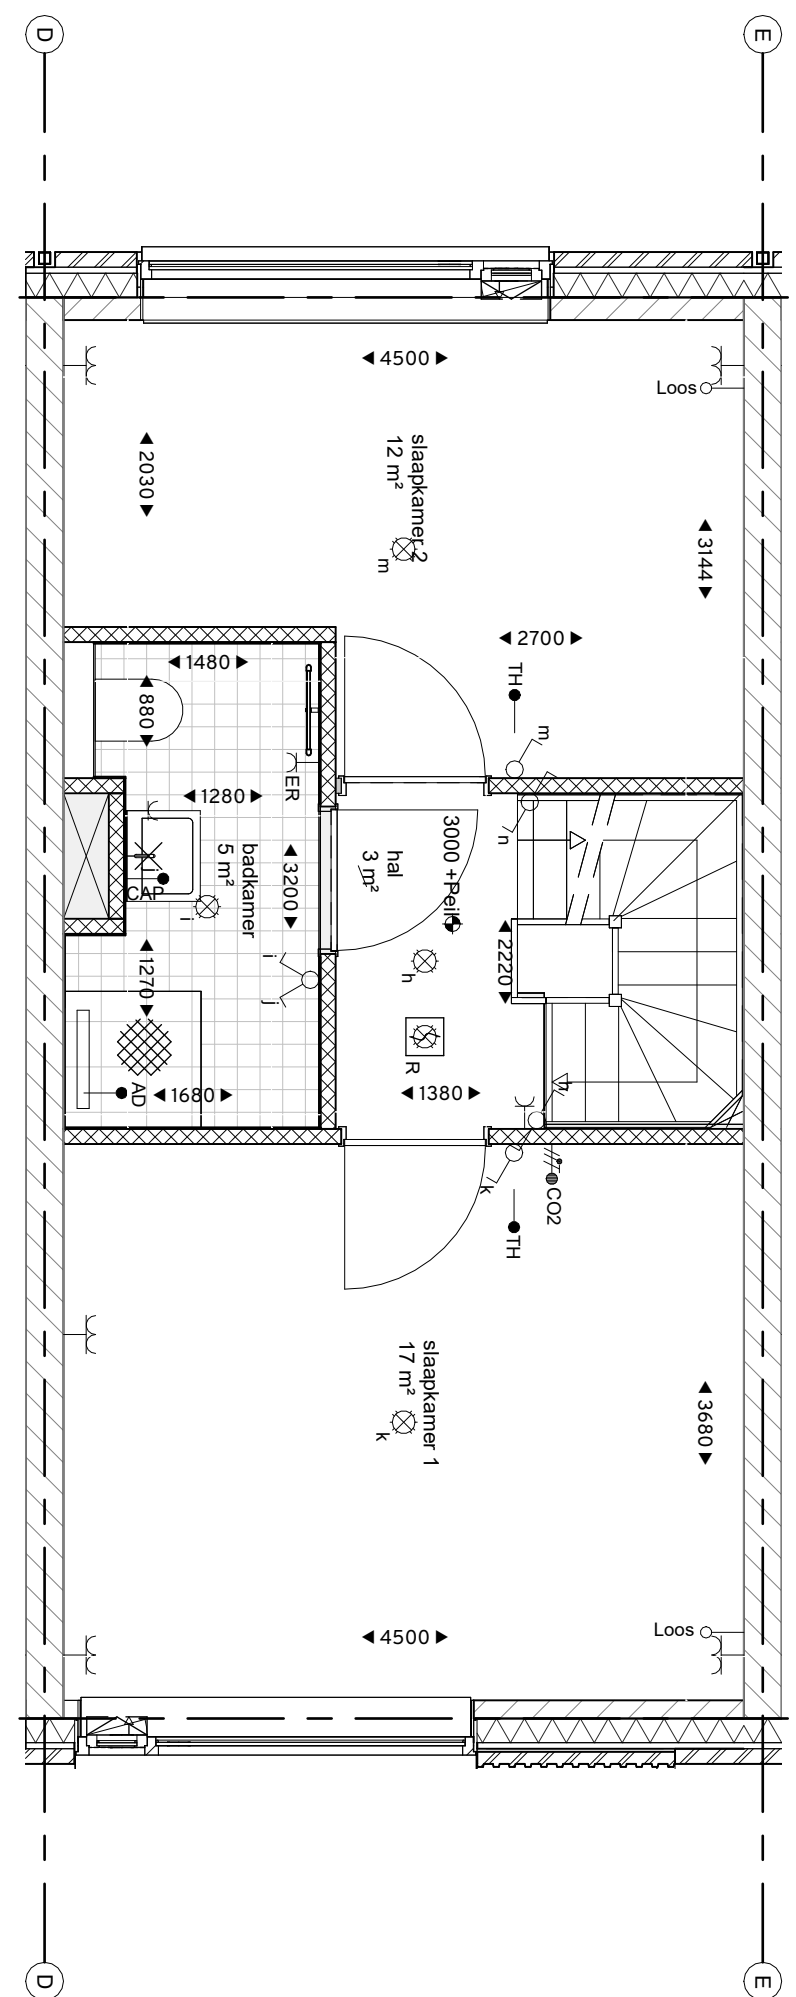 D
E
4500
Loos
2030
slaapkamer 2
12 m²
m
3144
2700
1480
TH
880
m
ER
1280
n
3000 +Peil
hal
3 m²
badkamer
5 m²
3200
CAP
i
2220
i
j
1270
h
R
AD
1680
1380
h
k
CO2
TH
slaapkamer 1
17 m²
k
3680
Loos
4500
D
E